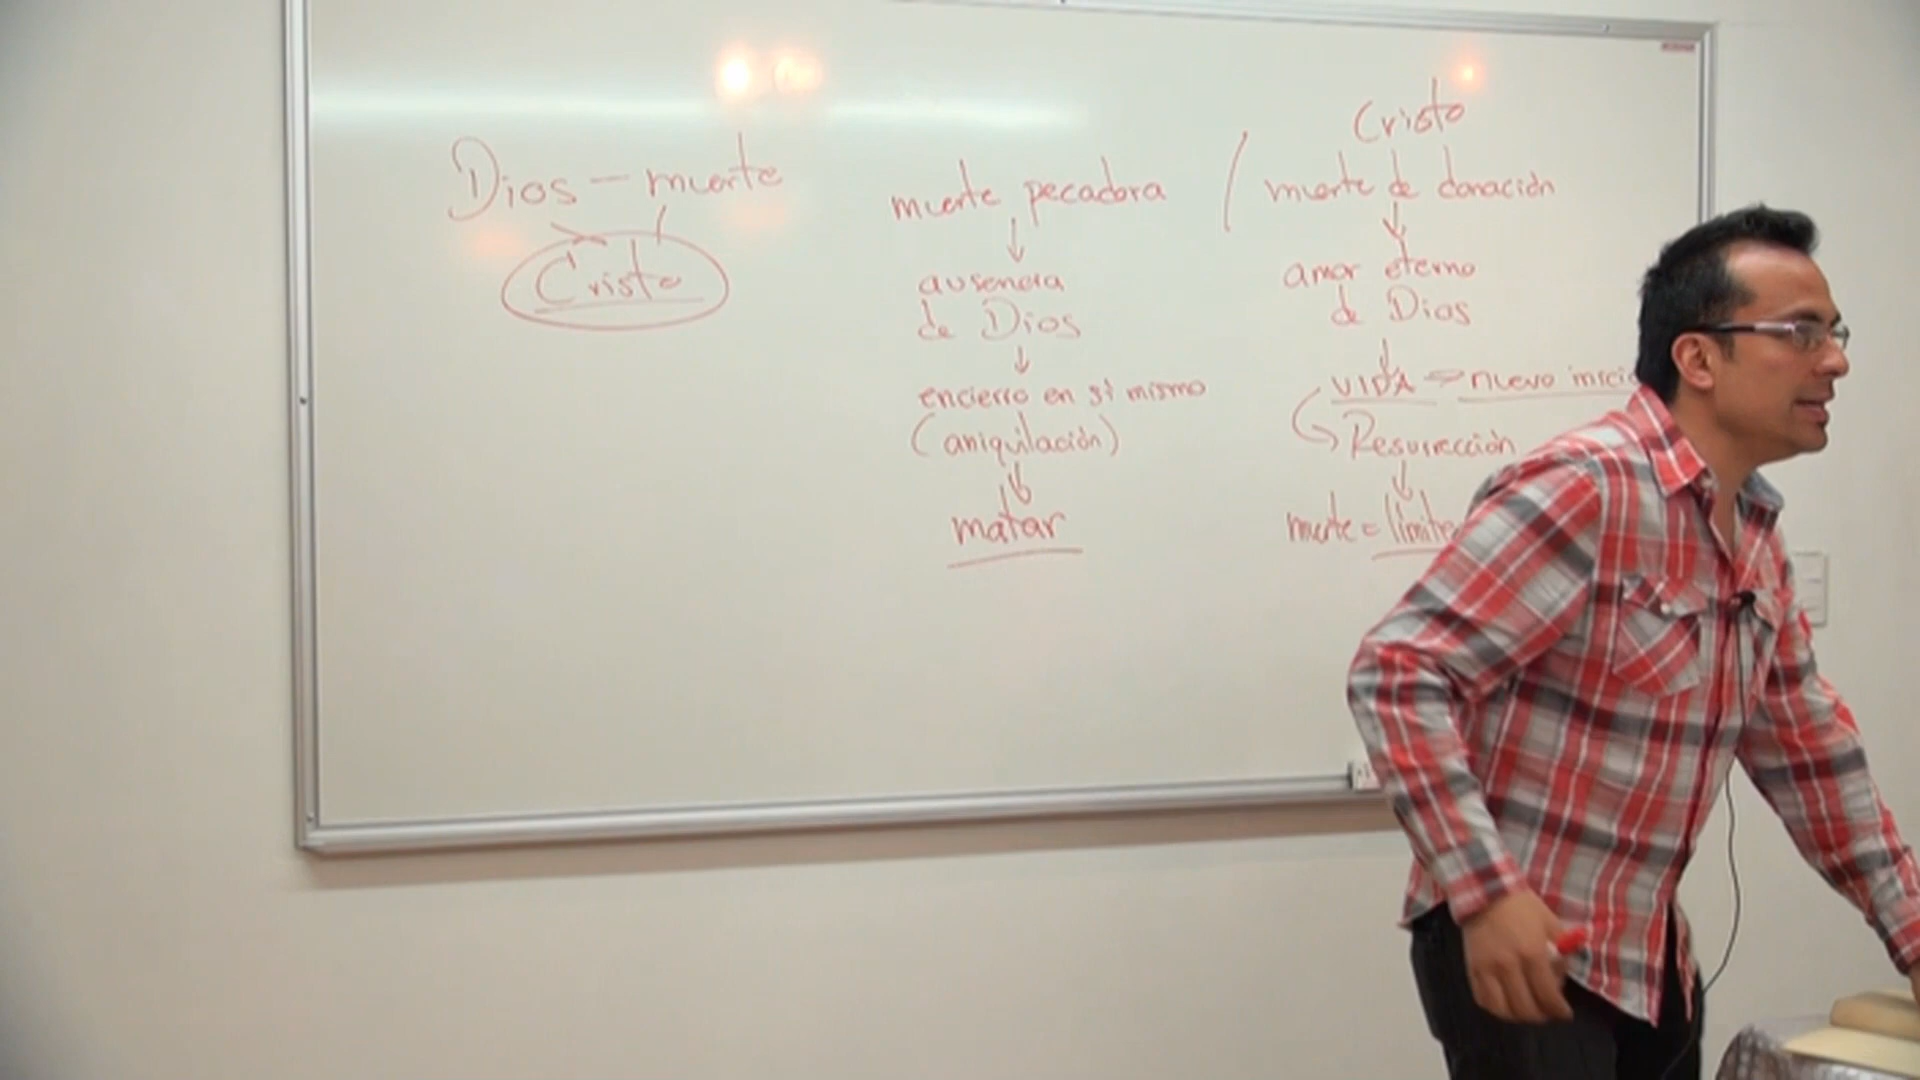 Dios - muerte
Cristo
muerte pecadora
↓
ausencia
de Dios
↓
encierro en sí mismo
(aniquilación)
↓
matar
/
Cristo
muerte de donación
↓
amor eterno
de Dios
↓
VIDA → nuevo
Resurrección
↓
muerte = límite